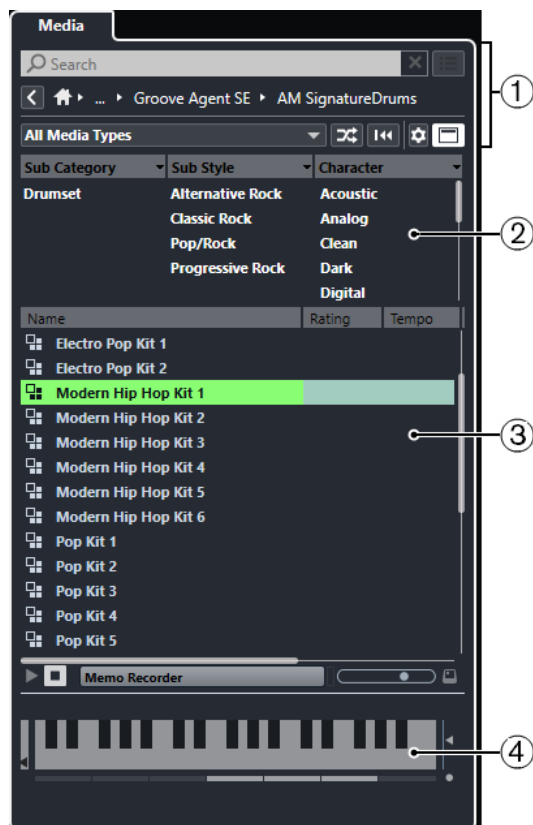 Media
Search
... Groove Agent SE AM SignatureDrums
1
All Media Types
Sub Category Sub Style Character
Drumset Alternative Rock Acoustic
Classic Rock Analog
Pop/Rock Clean
2
Progressive Rock Dark
Digital
Name Rating Tempo
Electro Pop Kit 1
Electro Pop Kit 2
Modern Hip Hop Kit 1
Modern Hip Hop Kit 2
Modern Hip Hop Kit 3
3
Modern Hip Hop Kit 4
Modern Hip Hop Kit 5
Modern Hip Hop Kit 6
Pop Kit 1
Pop Kit 2
Pop Kit 3
Pop Kit 4
Pop Kit 5
Memo Recorder
4